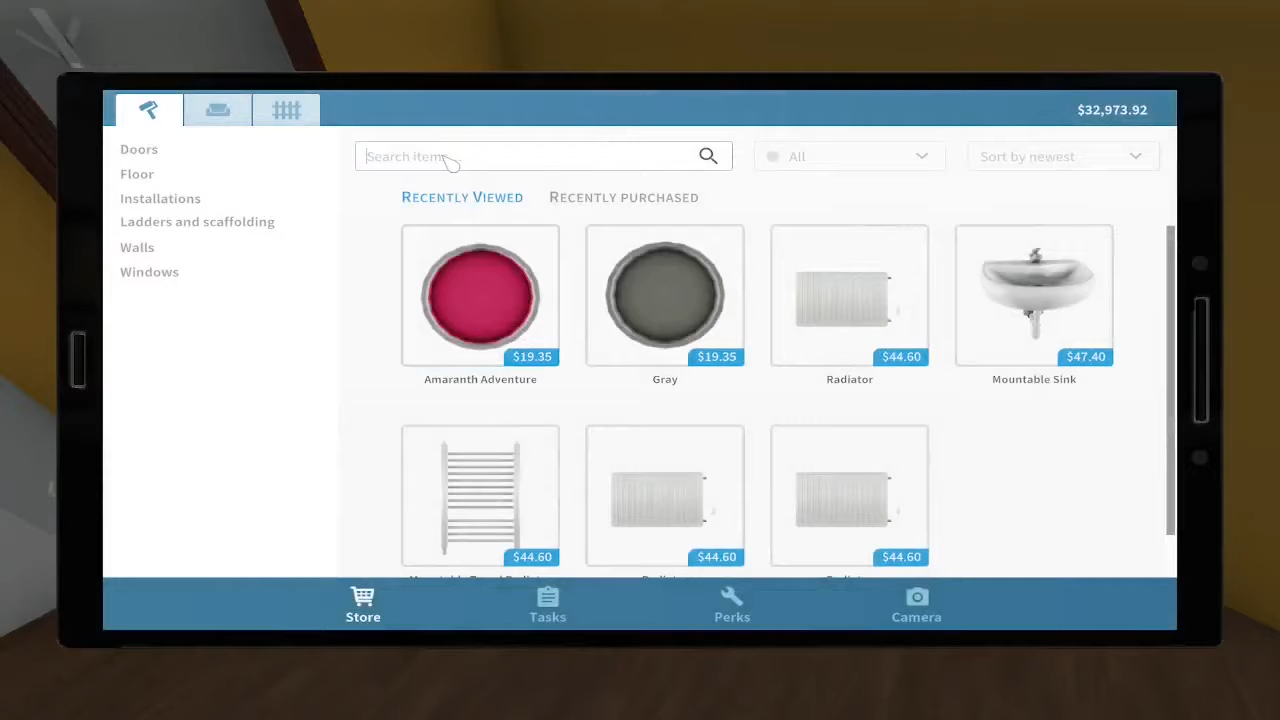 $32,973.92
Doors
Floor
Installations
Ladders and scaffolding
Walls
Windows
Search item
All
Sort by newest
RECENTLY VIEWED
RECENTLY PURCHASED
$19.35
$19.35
$44.60
$47.40
Amaranth Adventure
Gray
Radiator
Mountable Sink
$44.60
$44.60
$44.60
Store
Tasks
Perks
Camera